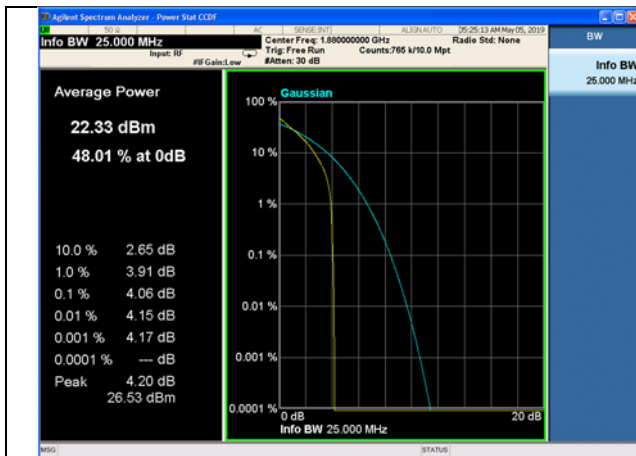 Agilent Spectrum Analyzer - Power Stat CCDF
50 Ω AC SENSE:INT ALIGN AUTO 05:25:13 AM May 05, 2019
Info BW 25.000 MHz
Center Freq: 1.880000000 GHz Radio Std: None
Input: RF Trig: Free Run Counts:765 k/10.0 Mpt
#IFGain:Low #Atten: 30 dB
BW
Info BW
25.000 MHz
Average Power
22.33 dBm
48.01 % at 0dB
10.0 % 2.65 dB
1.0 % 3.91 dB
0.1 % 4.06 dB
0.01 % 4.15 dB
0.001 % 4.17 dB
0.0001 % --- dB
Peak 4.20 dB
26.53 dBm
Gaussian
100 %
10 %
1 %
0.1 %
0.01 %
0.001 %
0.0001 %
0 dB 20 dB
Info BW 25.000 MHz
MSG STATUS